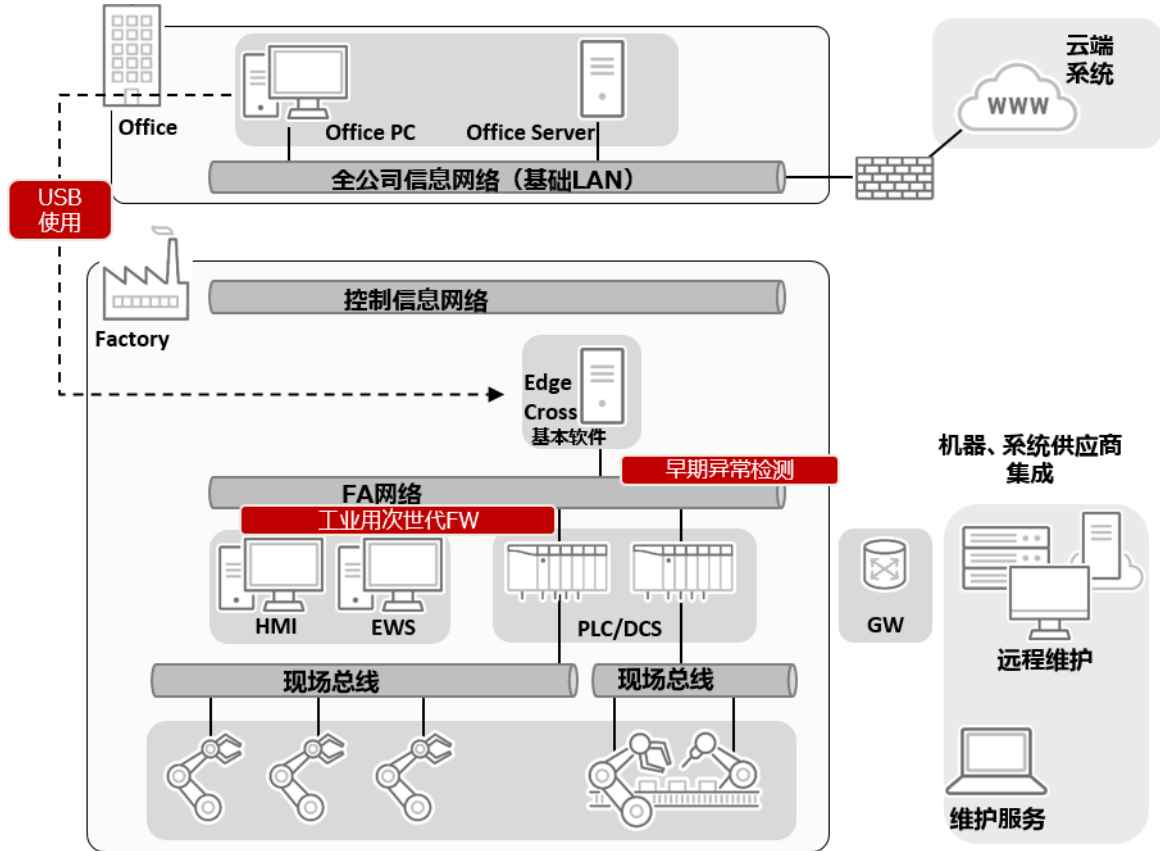 云端
系统
WWW
Office
Office PC
Office Server
全公司信息网络（基础LAN）
USB
使用
控制信息网络
Factory
Edge
Cross
基本软件
早期异常检测
FA网络
工业用次世代FW
HMI
EWS
PLC/DCS
GW
机器、系统供应商
集成
远程维护
现场总线
现场总线
维护服务